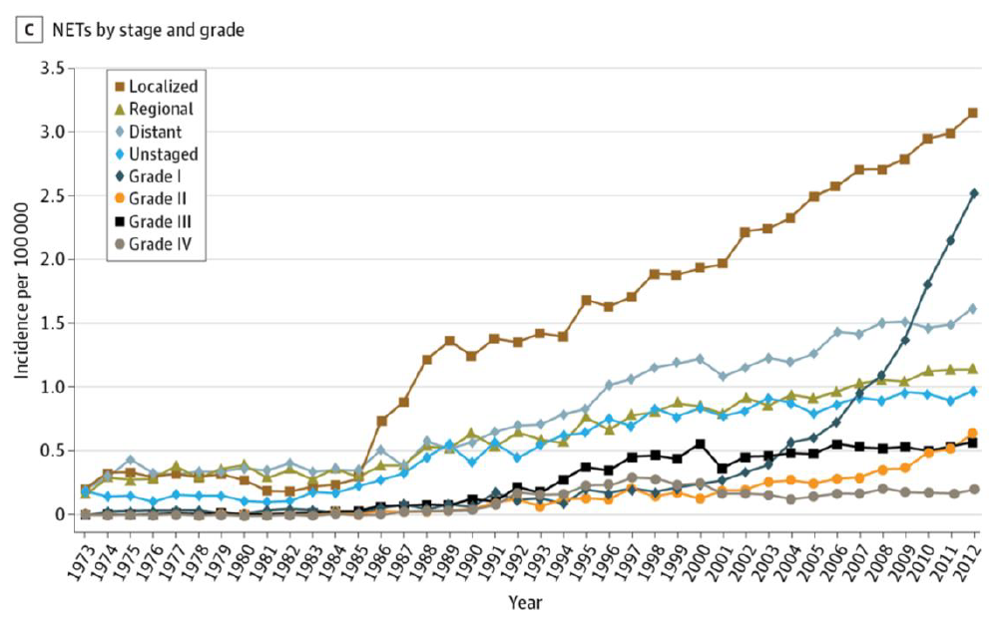 C NETs by stage and grade
3.5
3.0
2.5
2.0
1.5
1.0
0.5
0
Incidence per 100 000
Localized
Regional
Distant
Unstaged
Grade I
Grade II
Grade III
Grade IV
1973 1974 1975 1976 1977 1978 1979 1980 1981 1982 1983 1984 1985 1986 1987 1988 1989 1990 1991 1992 1993 1994 1995 1996 1997 1998 1999 2000 2001 2002 2003 2004 2005 2006 2007 2008 2009 2010 2011 2012
Year